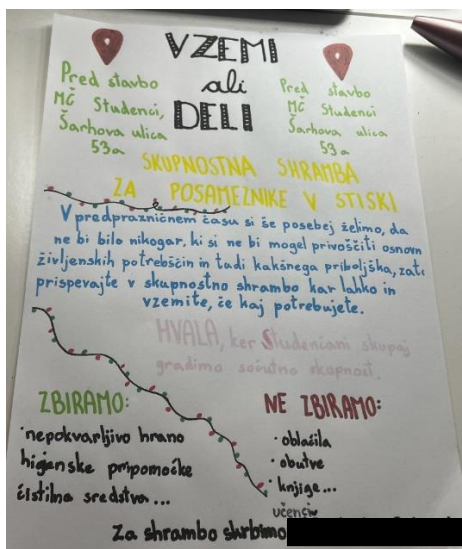 VZEMI
ali
DELI
Pred stavbo
MČ Studenci,
Šarhova ulica
53a
Pred stavbo
MČ Studenci
Šarhova ulica
53a
SKUPNOSTNA SHRAMBA
ZA POSAMEZNIKE V STISKI
V predprazničnem času si še posebej želimo, da
ne bi bilo nikogar, ki si ne bi mogel privoščiti osnovn
življenskih potrebščin in tudi kakšnega priboljška, zato
prispevajte v skupnostno shrambo kar lahko in
vzemite, če kaj potrebujete.
HVALA, ker Studenčani skupaj
gradimo sočutno skupnost.
ZBIRAMO:
· nepokvarljivo hrano
higienske pripomočke
čistilna sredstva...
NE ZBIRAMO:
· oblačila
· obutve
· knjige...
učenci
Za shrambo skrbimo